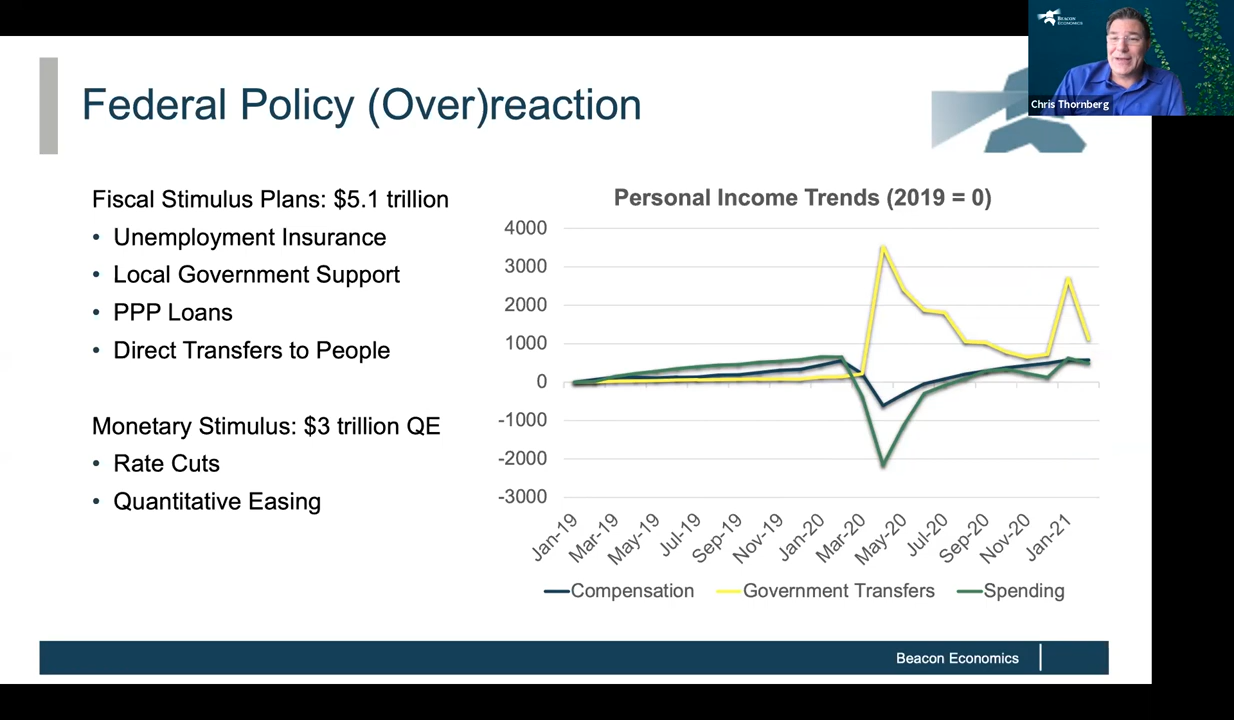 BEACON
ECONOMICS
Chris Thornberg
Federal Policy (Over)reaction
Fiscal Stimulus Plans: $5.1 trillion
• Unemployment Insurance
• Local Government Support
• PPP Loans
• Direct Transfers to People
Monetary Stimulus: $3 trillion QE
• Rate Cuts
• Quantitative Easing
Personal Income Trends (2019 = 0)
4000
3000
2000
1000
0
-1000
-2000
-3000
Jan-19
Mar-19
May-19
Jul-19
Sep-19
Nov-19
Jan-20
Mar-20
May-20
Jul-20
Sep-20
Nov-20
Jan-21
Compensation
Government Transfers
Spending
Beacon Economics